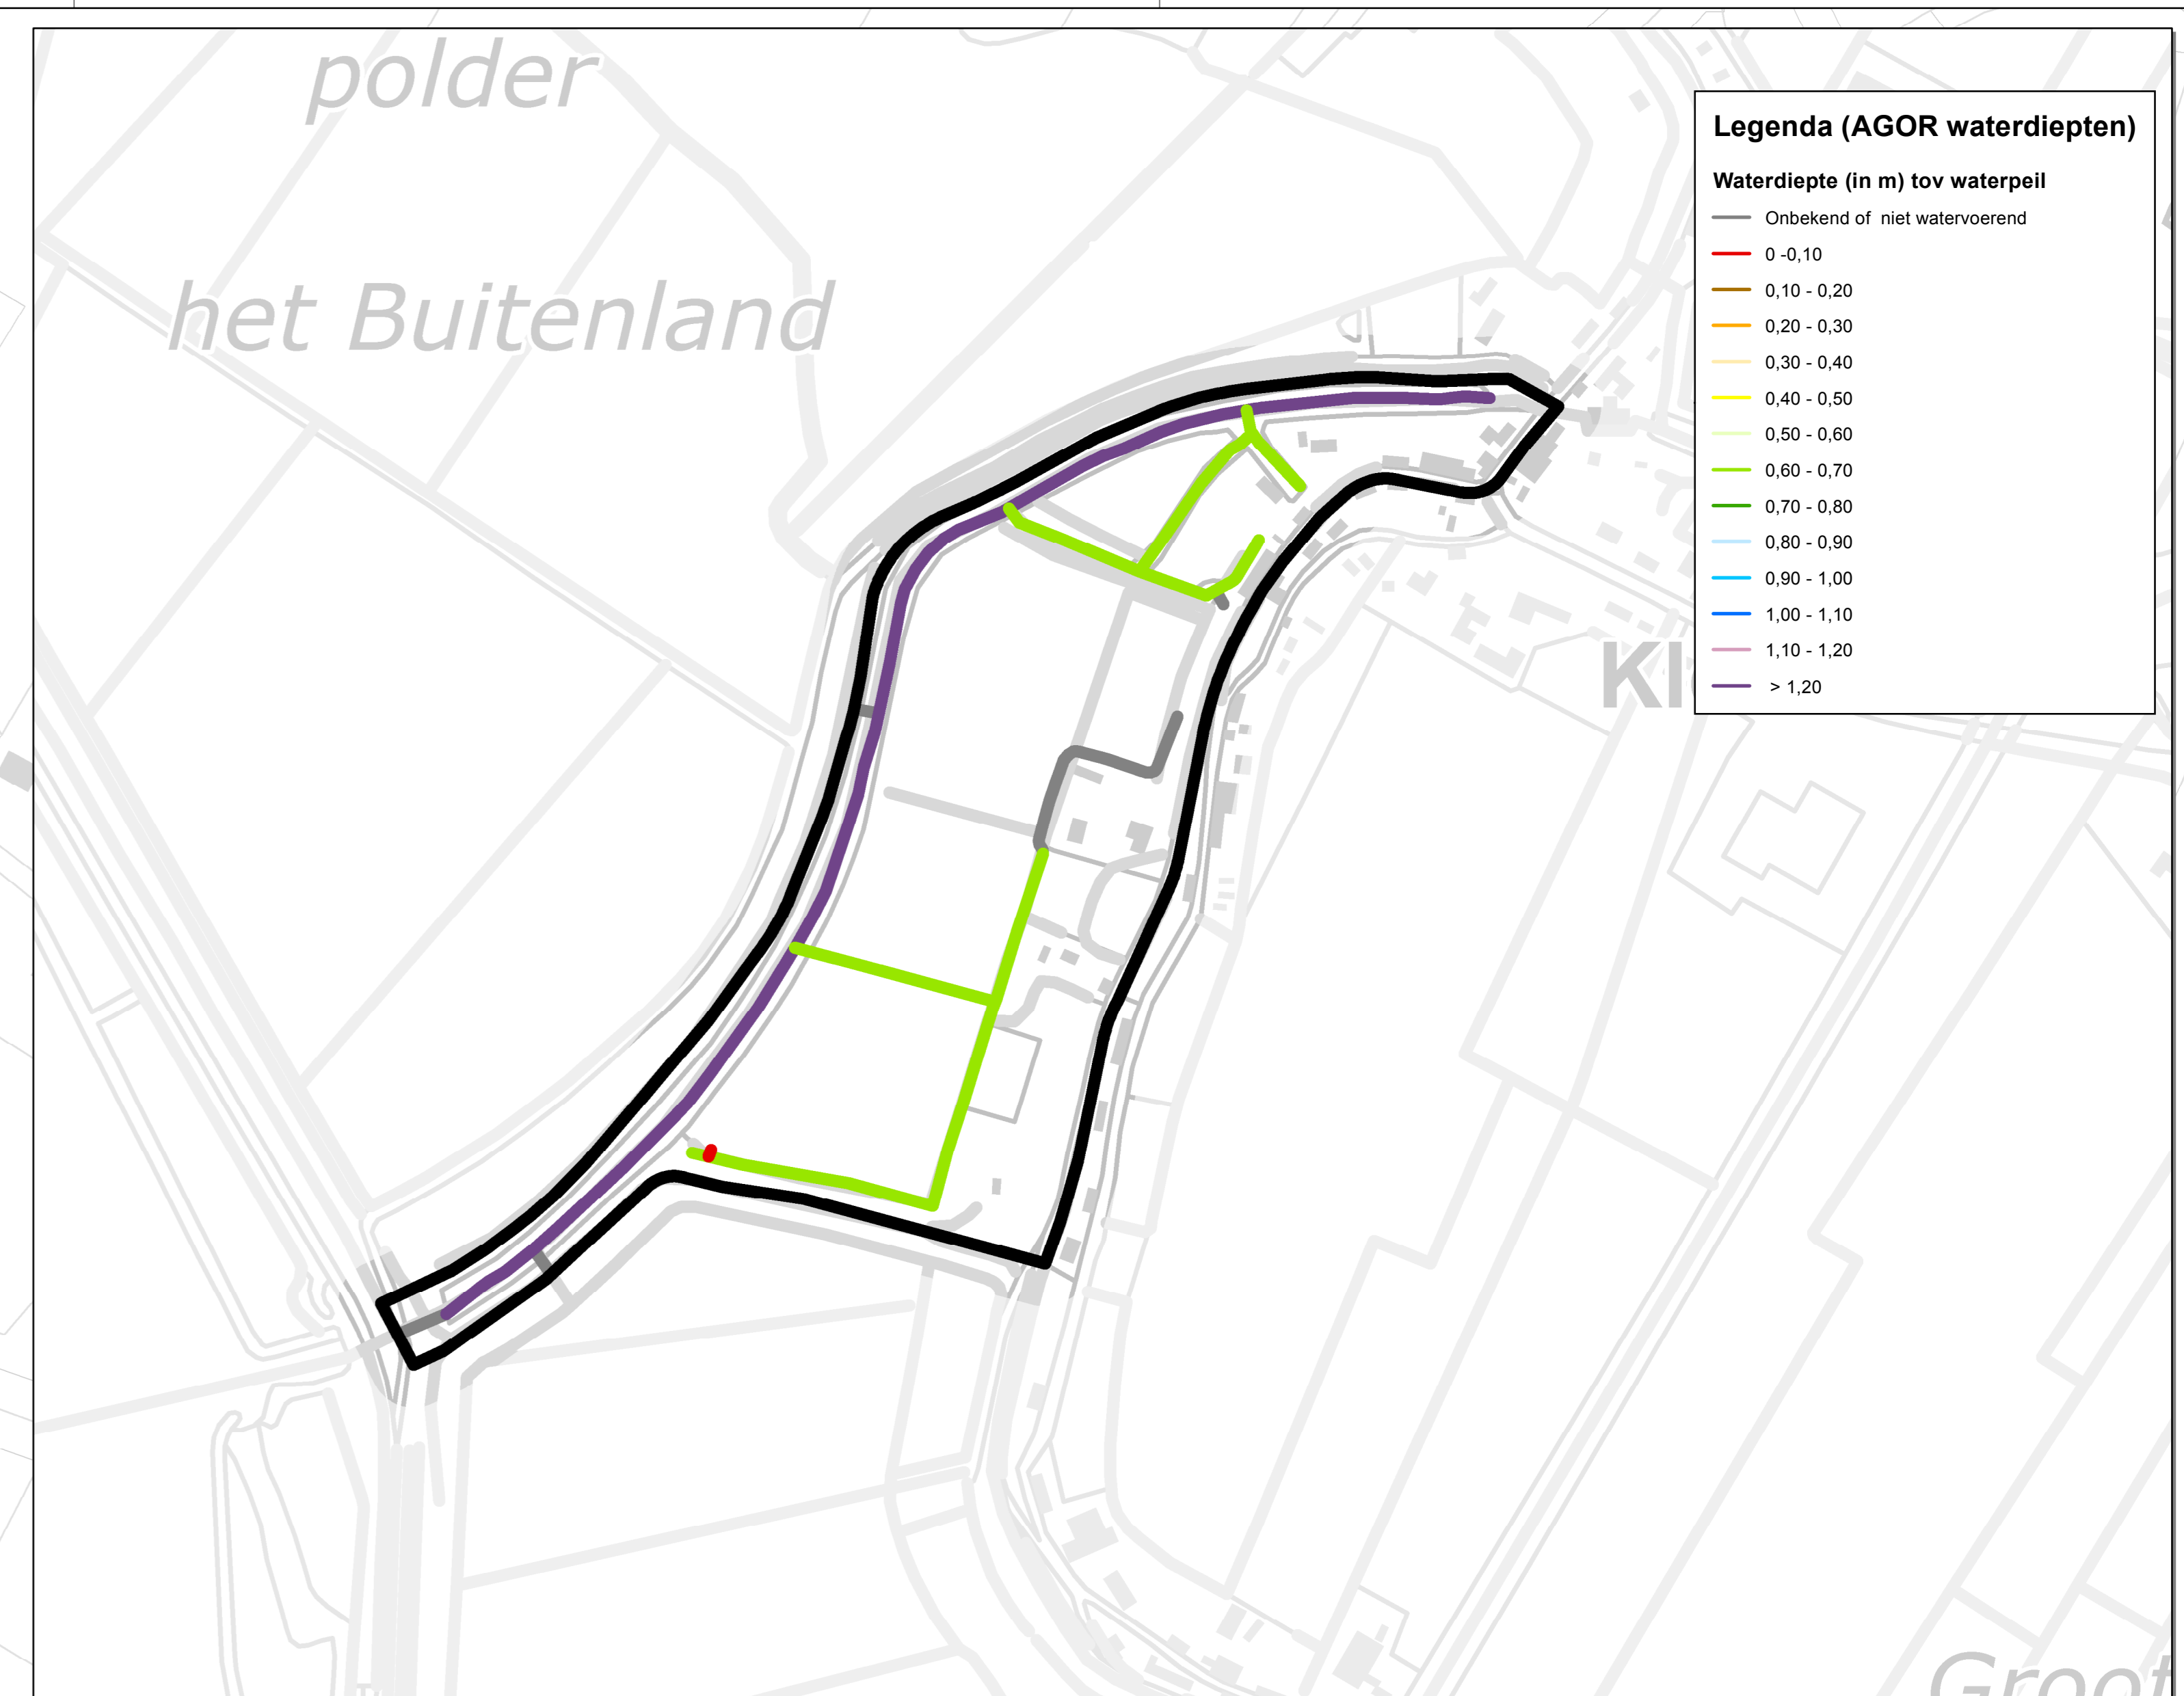 polder
het Buitenland
Legenda (AGOR waterdiepten)
Waterdiepte (in m) tov waterpeil
Onbekend of niet watervoerend
0 -0,10
0,10 - 0,20
0,20 - 0,30
0,30 - 0,40
0,40 - 0,50
0,50 - 0,60
0,60 - 0,70
0,70 - 0,80
0,80 - 0,90
0,90 - 1,00
1,00 - 1,10
1,10 - 1,20
> 1,20